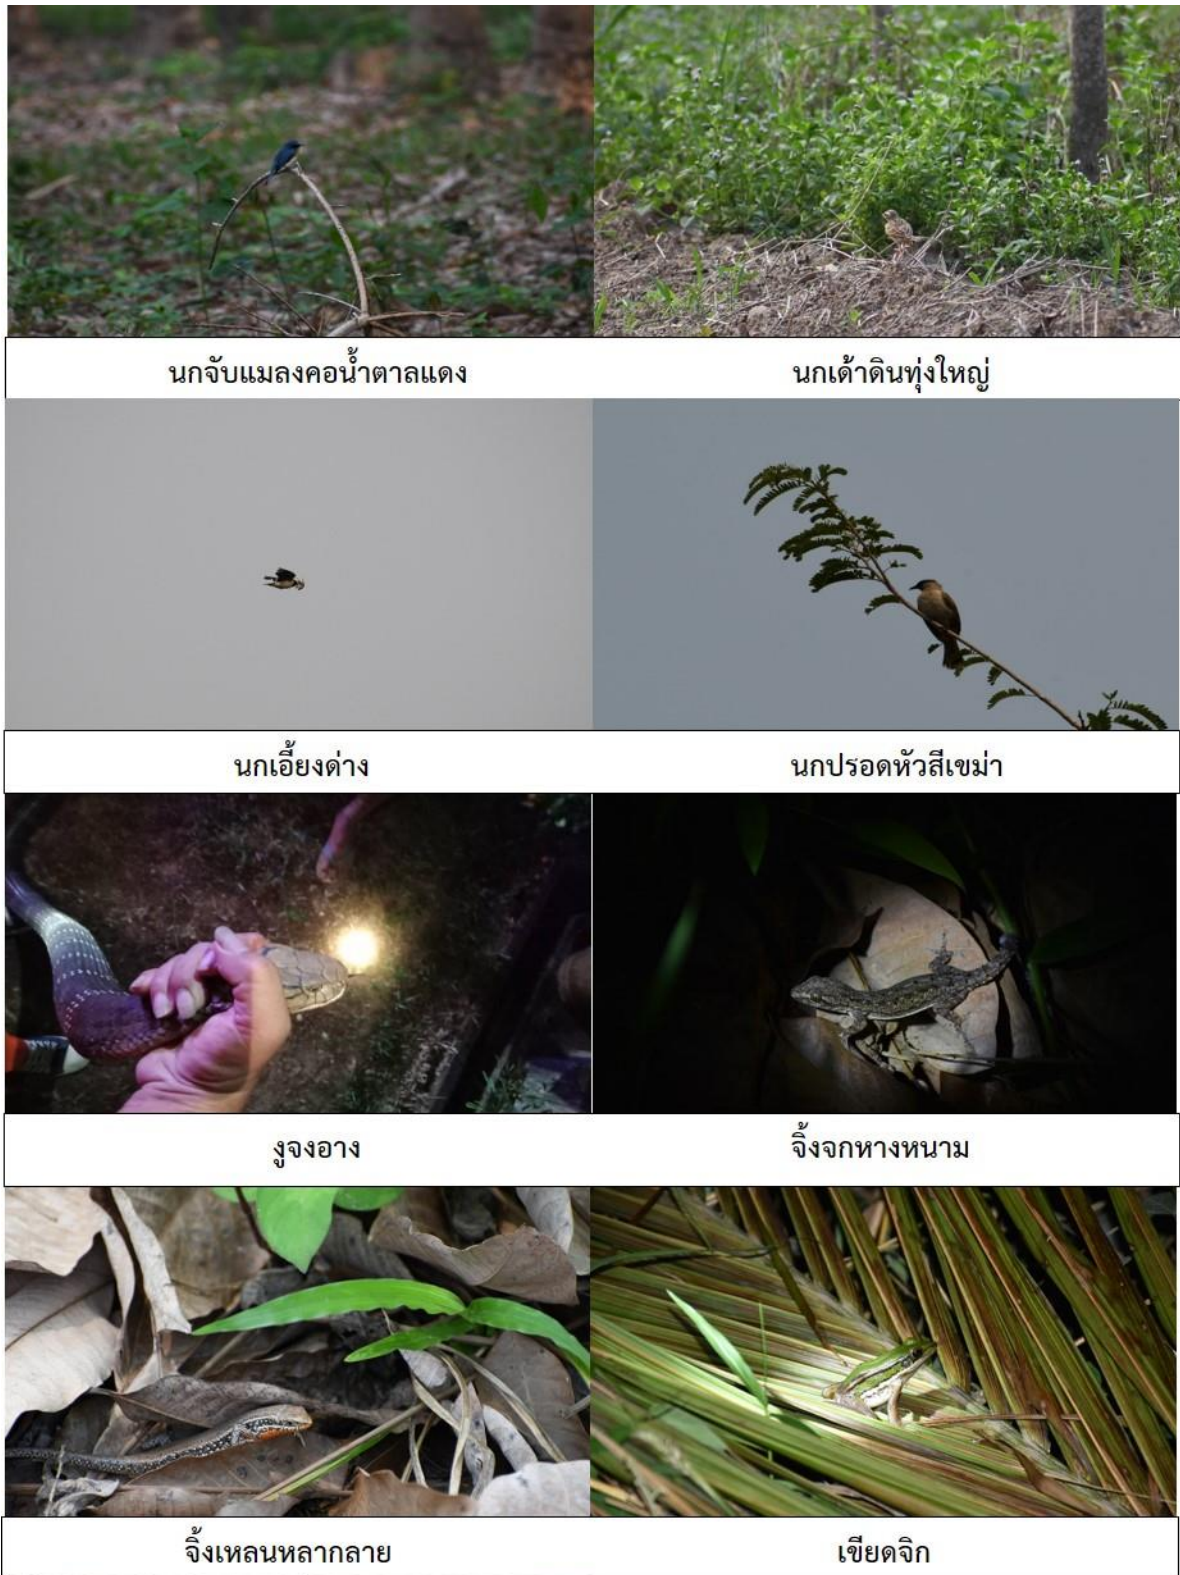 นกจับแมลงคอน้ำตาลแดง
นกเด้าดินทุ่งใหญ่
นกเอี้ยงด่าง
นกปรอดหัวสีเขม่า
งูจงอาง
จิ้งจกหางหนาม
จิ้งเหลนหลากลาย
เขียดจิก